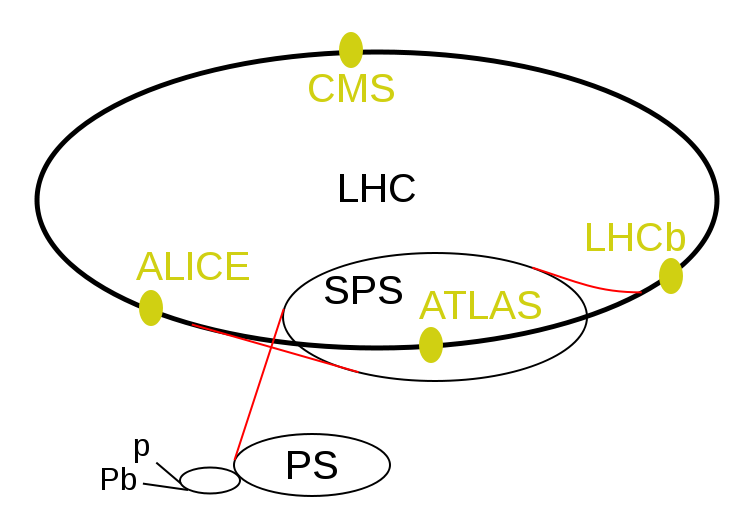 CMS
LHC
LHCb
ALICE
SPS
ATLAS
p
PS
Pb